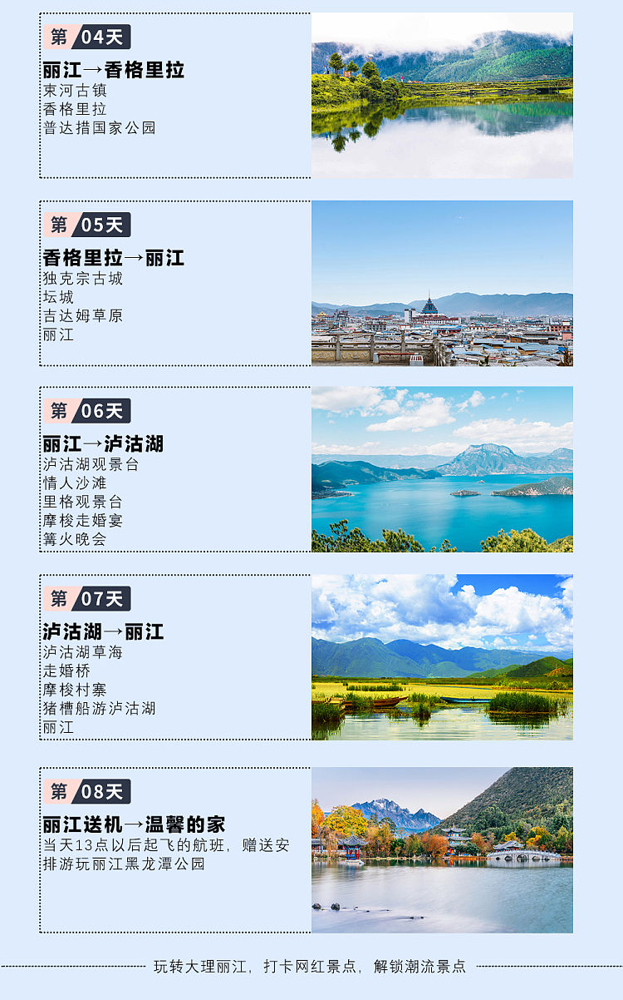 第04天
丽江→香格里拉
束河古镇
香格里拉
普达措国家公园
第05天
香格里拉→丽江
独克宗古城
坛城
吉达姆草原
丽江
第06天
丽江→泸沽湖
泸沽湖观景台
情人沙滩
里格观景台
摩梭走婚宴
篝火晚会
第07天
泸沽湖→丽江
泸沽湖草海
走婚桥
摩梭村寨
猪槽船游泸沽湖
丽江
第08天
丽江送机→温馨的家
当天13点以后起飞的航班，赠送安
排游玩丽江黑龙潭公园
玩转大理丽江，打卡网红景点，解锁潮流景点